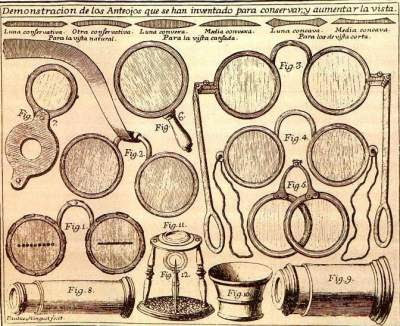 Demonstracion de los Antojos que se han inventado para conservar, y aumentar la vista.
Luna conservativa. Otra conservativa. Luna convexa. Media convexa. Luna concava. Media concava.
Para la vista natural. Para la vista cansada. Para los de vista corta.
Fig. 3.
Fig. 7.
Fig. 6.
Fig. 2.
Fig. 4.
Fig. 5.
Fig. 1.
Fig. 11.
Fig. 12.
Fig. 8.
Fig. 10.
Fig. 9.